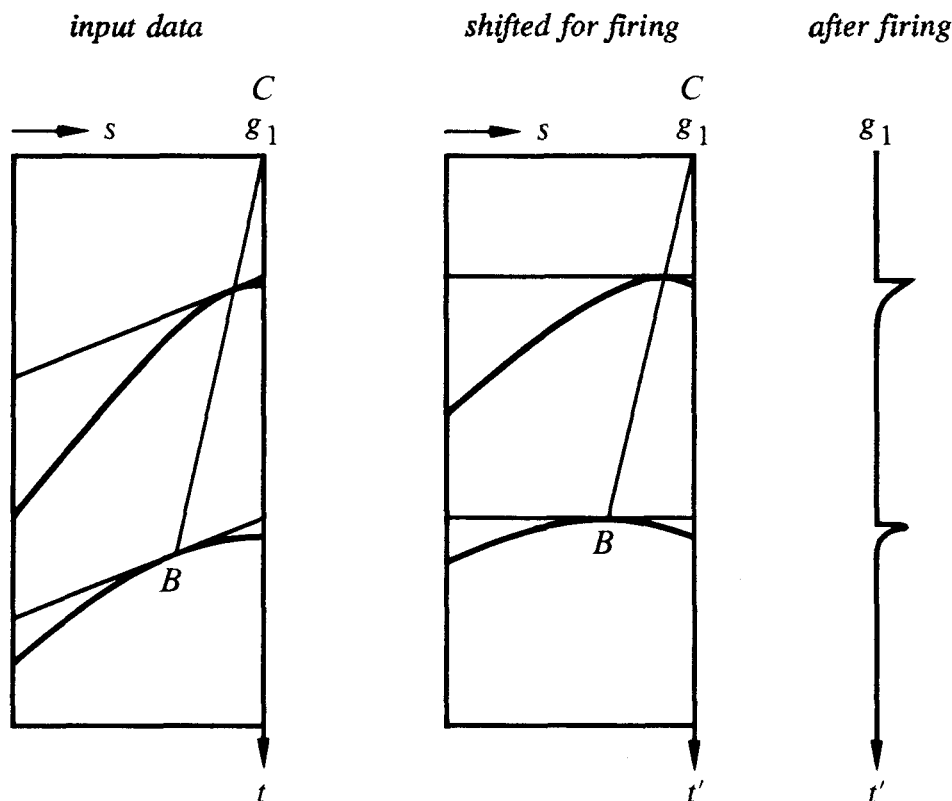 input data
shifted for firing
after firing
C
C
s
g1
s
g1
g1
B
B
t
t'
t'